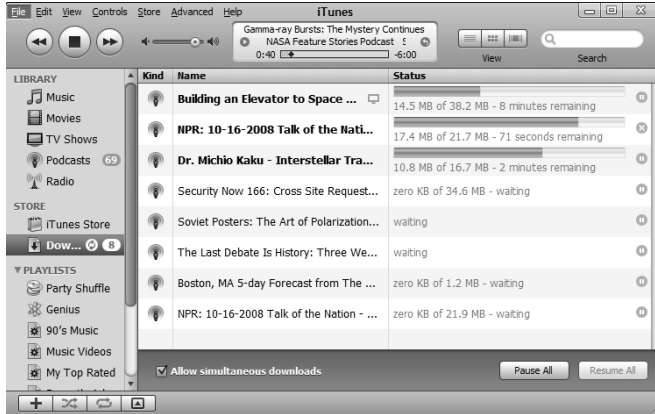 File Edit View Controls Store Advanced Help
iTunes
Gamma-ray Bursts: The Mystery Continues
NASA Feature Stories Podcast
0:40
-6:00
View
Search
LIBRARY
Music
Movies
TV Shows
Podcasts 69
Radio
STORE
iTunes Store
Dow... 8
PLAYLISTS
Party Shuffle
Genius
90's Music
Music Videos
My Top Rated
Kind Name Status
Building an Elevator to Space ... 14.5 MB of 38.2 MB - 8 minutes remaining
NPR: 10-16-2008 Talk of the Nati... 17.4 MB of 21.7 MB - 71 seconds remaining
Dr. Michio Kaku - Interstellar Tra... 10.8 MB of 16.7 MB - 2 minutes remaining
Security Now 166: Cross Site Request... zero KB of 34.6 MB - waiting
Soviet Posters: The Art of Polarization... waiting
The Last Debate Is History: Three We... waiting
Boston, MA 5-day Forecast from The ... zero KB of 1.2 MB - waiting
NPR: 10-16-2008 Talk of the Nation - ... zero KB of 21.9 MB - waiting
Allow simultaneous downloads
Pause All
Resume All